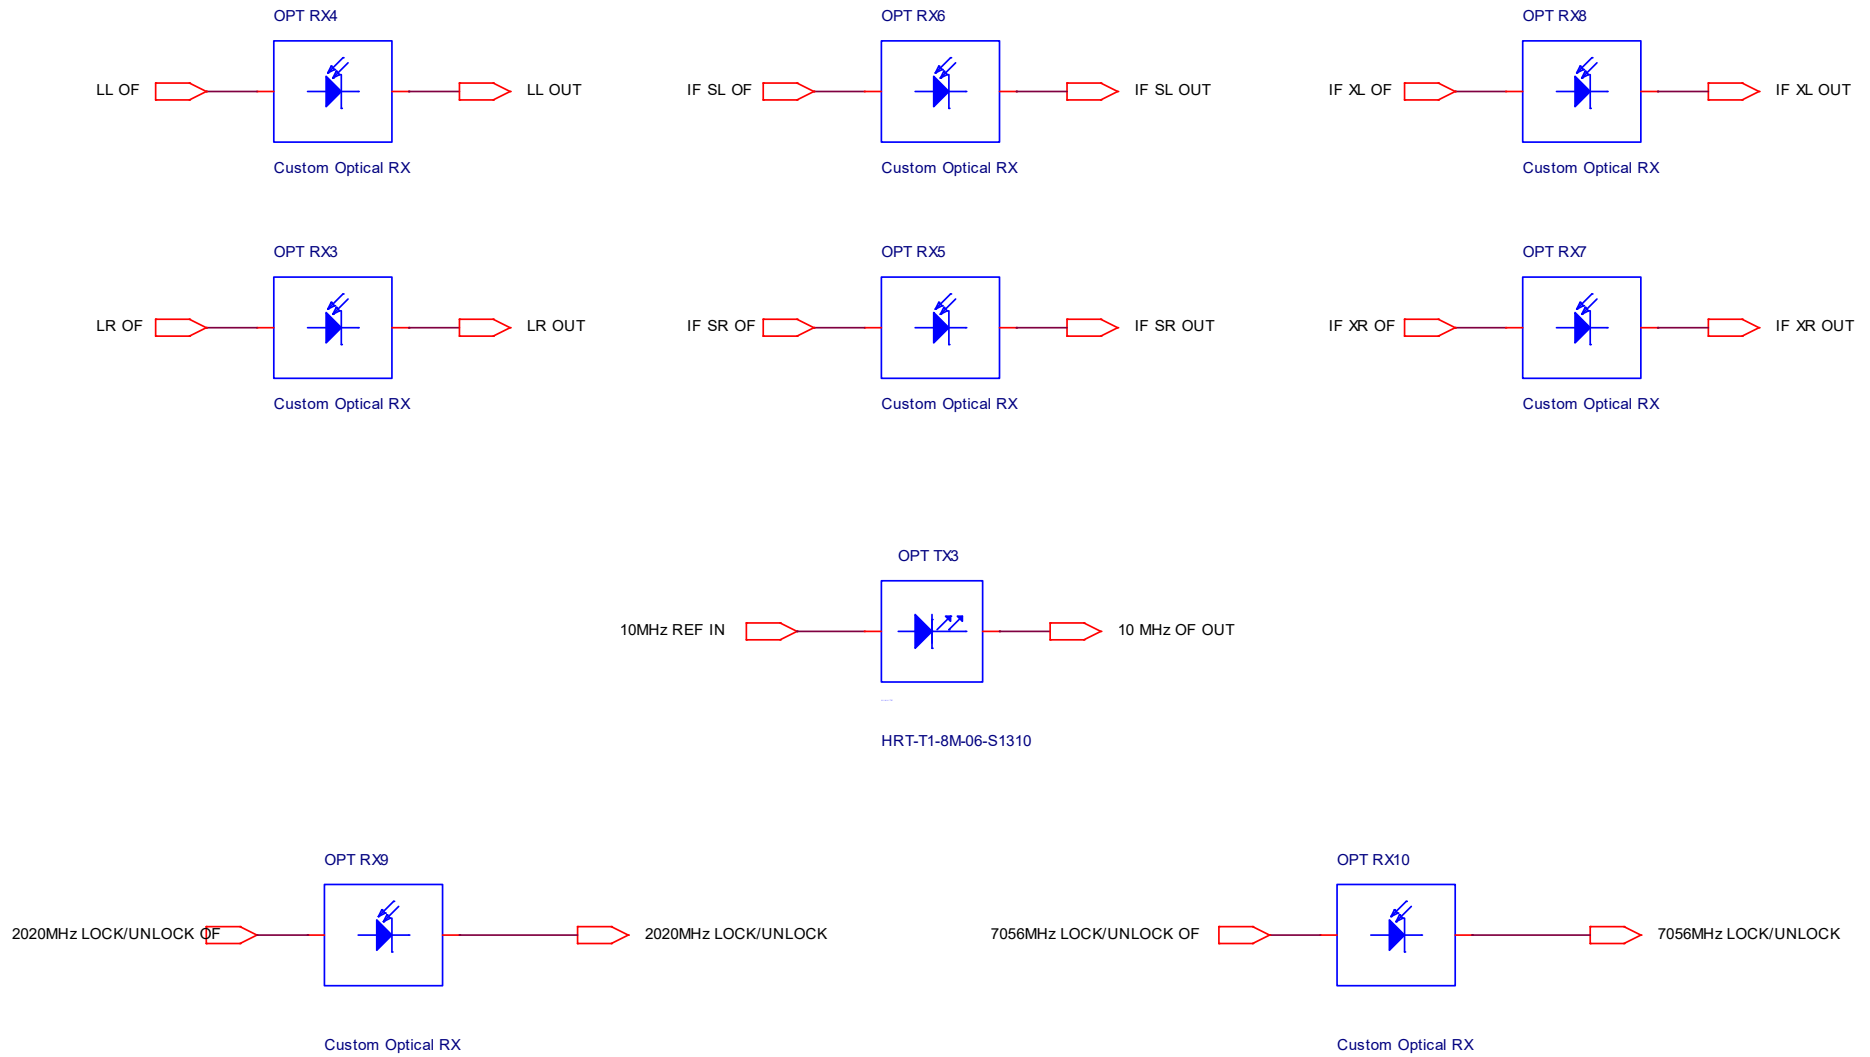 OPT RX4
OPT RX6
OPT RX8
LL OF
LL OUT
IF SL OF
IF SL OUT
IF XL OF
IF XL OUT
Custom Optical RX
Custom Optical RX
Custom Optical RX
OPT RX3
OPT RX5
OPT RX7
LR OF
LR OUT
IF SR OF
IF SR OUT
IF XR OF
IF XR OUT
Custom Optical RX
Custom Optical RX
Custom Optical RX
OPT TX3
10MHz REF IN
10 MHz OF OUT
HRT-T1-8M-06-S1310
OPT RX9
OPT RX10
2020MHz LOCK/UNLOCK OF
2020MHz LOCK/UNLOCK
7056MHz LOCK/UNLOCK OF
7056MHz LOCK/UNLOCK
Custom Optical RX
Custom Optical RX